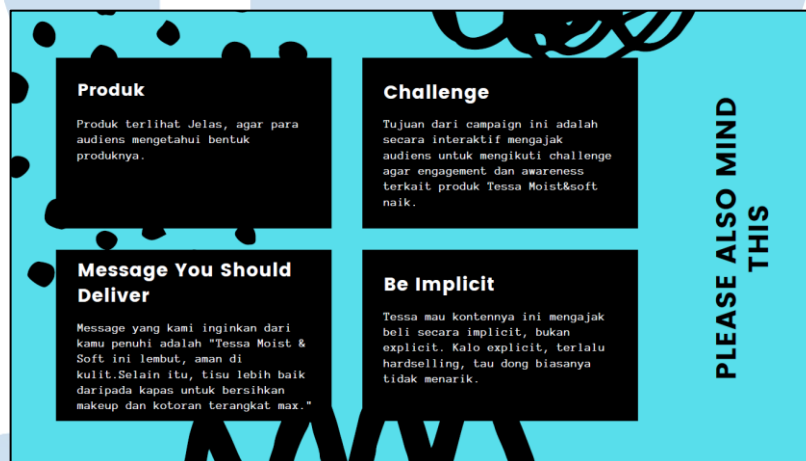 Produk
Produk terlihat Jelas, agar para
audiens mengetahui bentuk
produknya.
Challenge
Tujuan dari campaign ini adalah
secara interaktif mengajak
audiens untuk mengikuti challenge
agar engagement dan awareness
terkait produk Tessa Moist&soft
naik.
Message You Should
Deliver
Message yang kami inginkan dari
kamu penuhi adalah "Tessa Moist &
Soft ini lembut, aman di
kulit.Selain itu, tisu lebih baik
daripada kapas untuk bersihkan
makeup dan kotoran terangkat max."
Be Implicit
Tessa mau kontennya ini mengajak
beli secara implicit, bukan
explicit. Kalo explicit, terlalu
hardselling, tau dong biasanya
tidak menarik.
PLEASE ALSO MIND
THIS